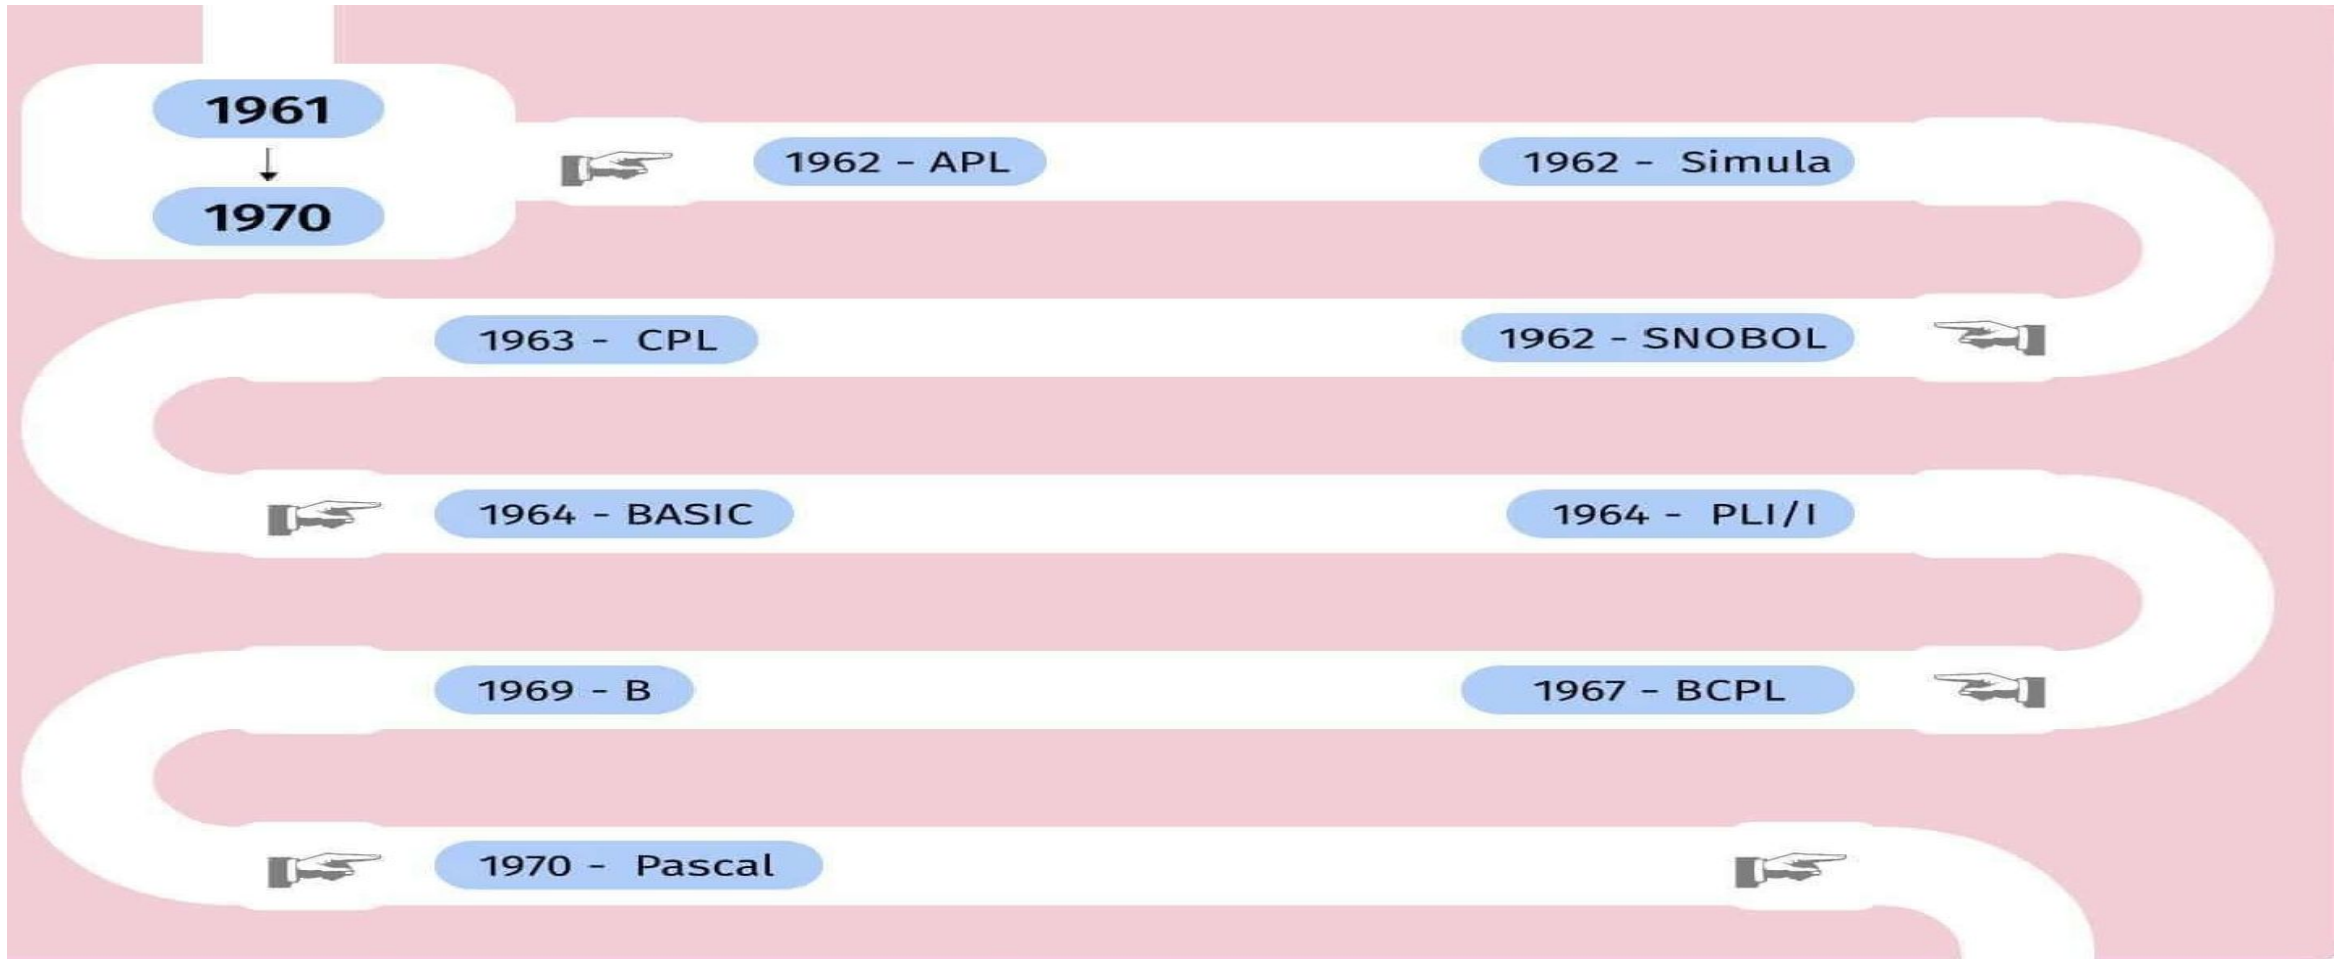 1961
1970
1962 - APL
1962 - Simula
1962 - SNOBOL
1963 - CPL
1964 - BASIC
1964 - PLI/I
1967 - BCPL
1969 - B
1970 - Pascal